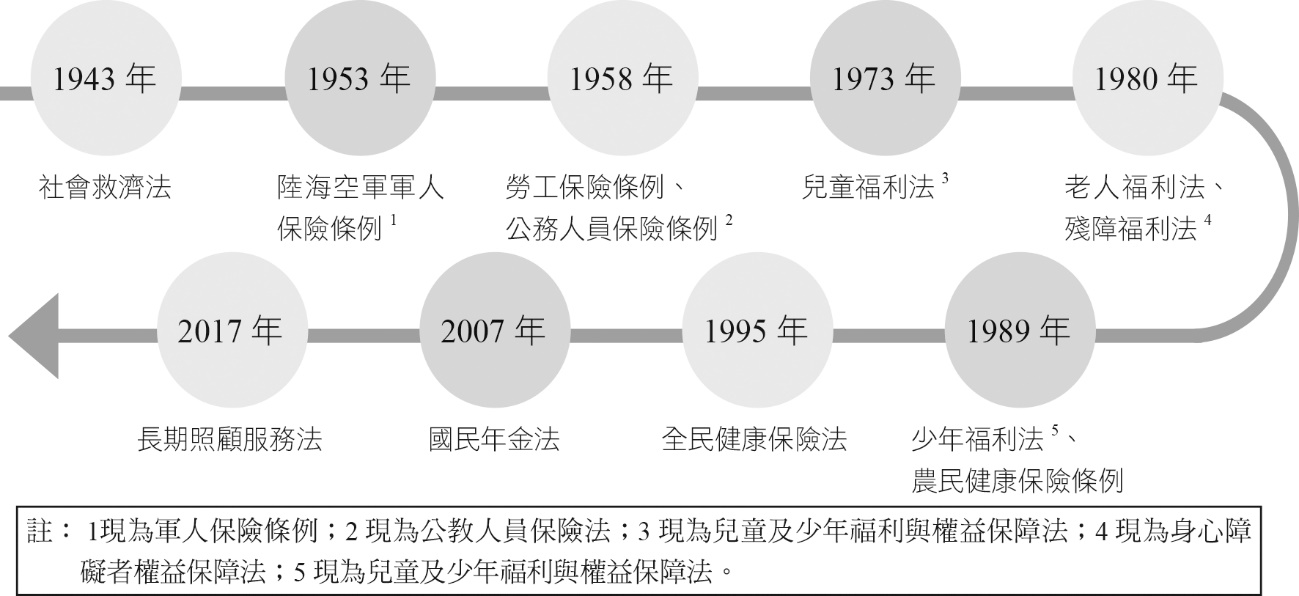 1943 年
1953 年
1958 年
1973 年
1980 年
社會救濟法
陸海空軍軍人
保險條例 1
勞工保險條例、
公務人員保險條例 2
兒童福利法 3
老人福利法、
殘障福利法 4
2017 年
2007 年
1995 年
1989 年
長期照顧服務法
國民年金法
全民健康保險法
少年福利法 5、
農民健康保險條例
註： 1現為軍人保險條例；2 現為公教人員保險法；3 現為兒童及少年福利與權益保障法；4 現為身心障
礙者權益保障法；5 現為兒童及少年福利與權益保障法。